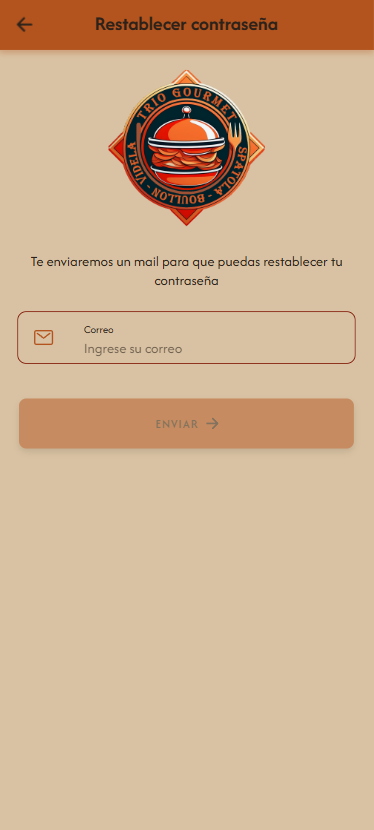 Restablecer contraseña
TRIO GOURMET
SPATOLA - BOULLON - VIDELA
Te enviaremos un mail para que puedas restablecer tu
contraseña
Correo
Ingrese su correo
ENVIAR